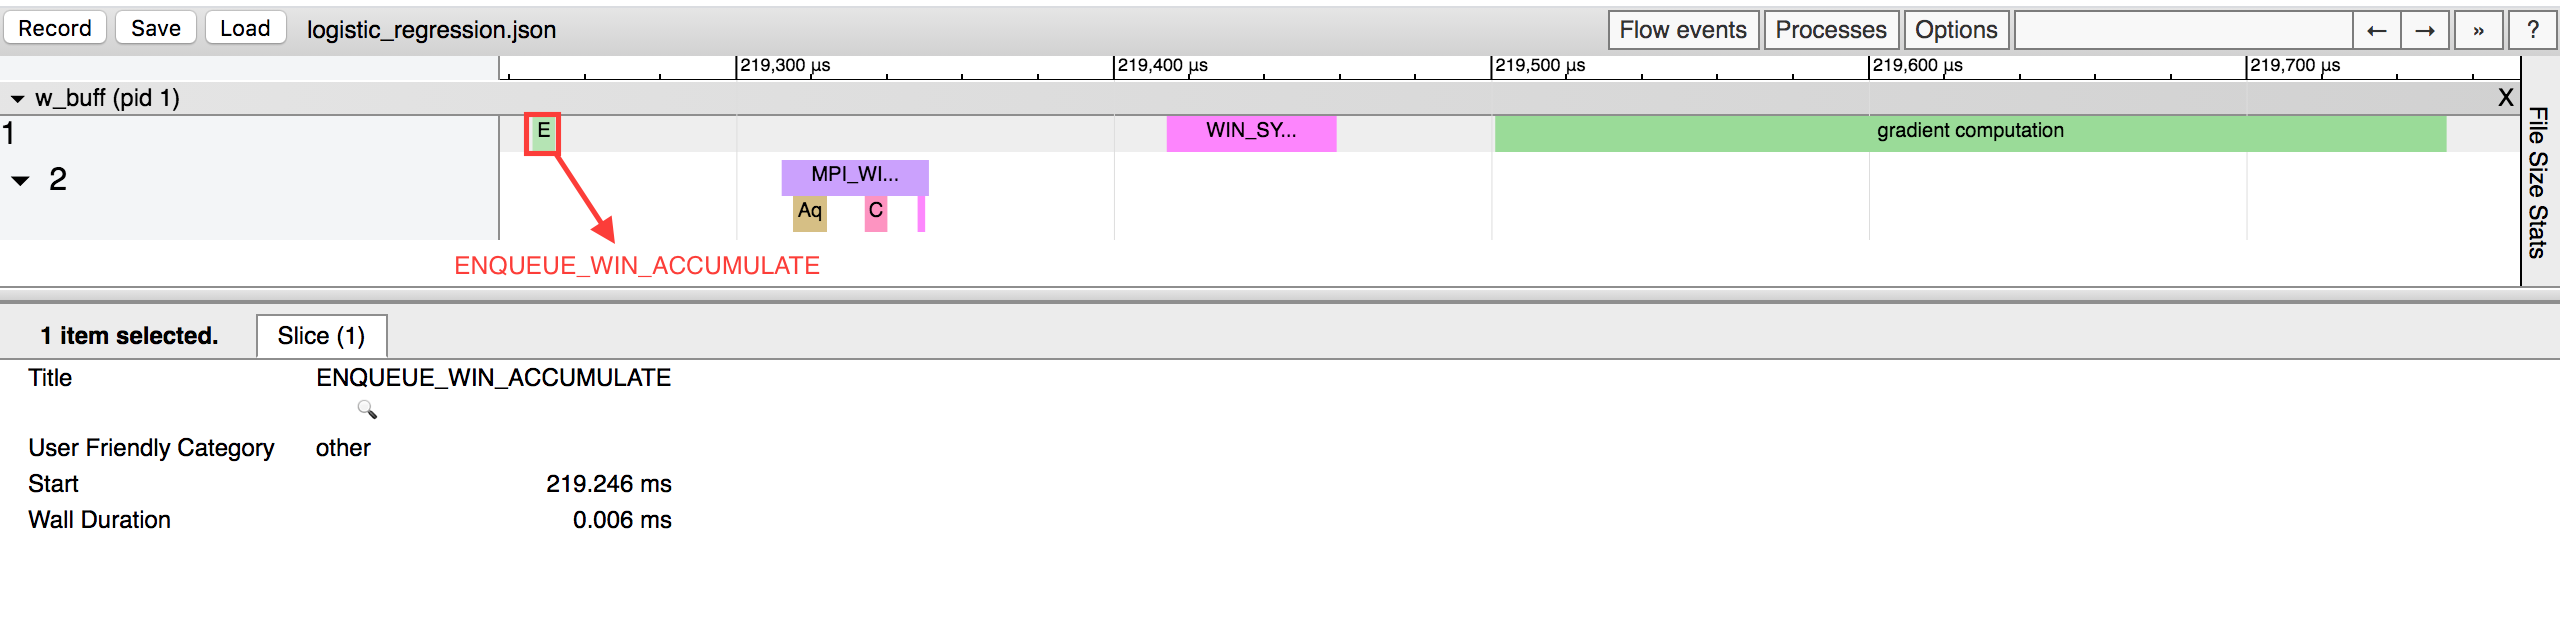 Record Save Load logistic_regression.json Flow events Processes Options ← → » ?
219,300 µs 219,400 µs 219,500 µs 219,600 µs 219,700 µs
w_buff (pid 1) X
1 E WIN_SY... gradient computation
2 MPI_WI...
Aq C
ENQUEUE_WIN_ACCUMULATE
File Size Stats
1 item selected. Slice (1)
Title ENQUEUE_WIN_ACCUMULATE
User Friendly Category other
Start 219.246 ms
Wall Duration 0.006 ms